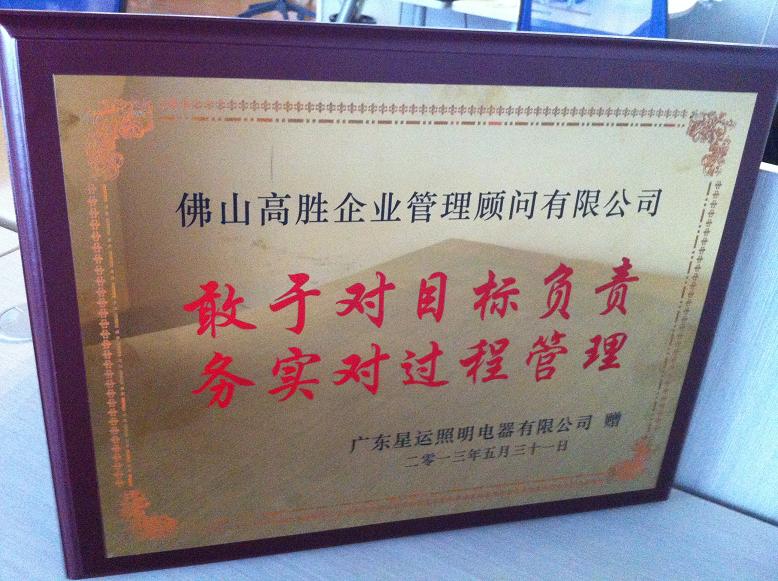 佛山高胜企业管理顾问有限公司
敢于对目标负责
务实对过程管理
广东星运照明电器有限公司 赠
二零一三年五月三十一日